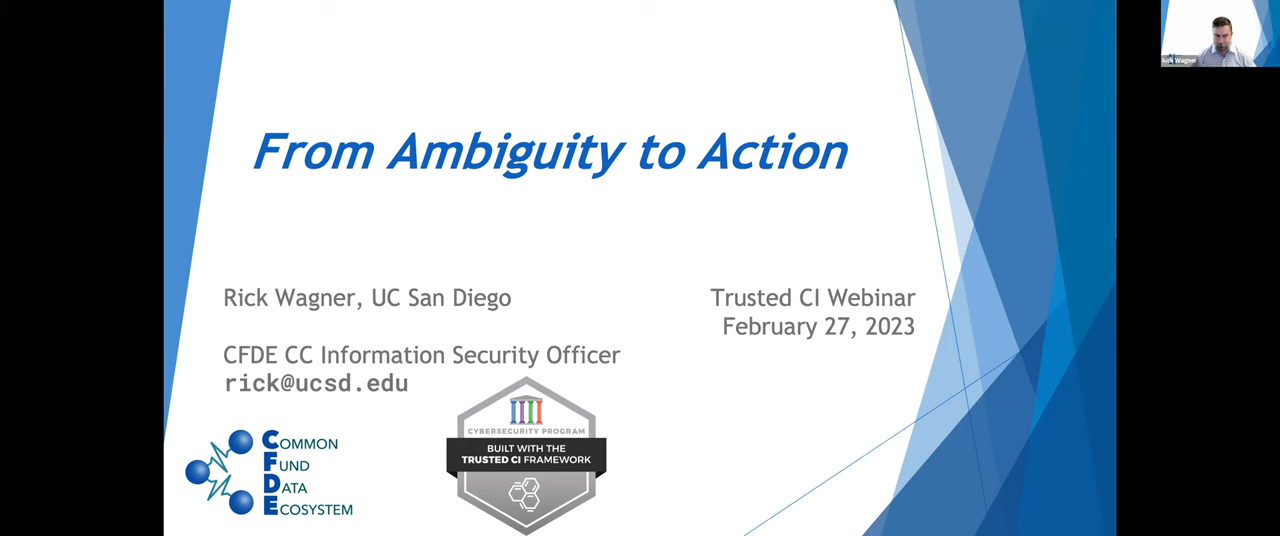 From Ambiguity to Action
Rick Wagner, UC San Diego
CFDE CC Information Security Officer
rick@ucsd.edu
Trusted CI Webinar
February 27, 2023
COMMON
FUND
DATA
ECOSYSTEM
CYBERSECURITY PROGRAM
BUILT WITH THE
TRUSTED CI FRAMEWORK
Rick Wagner